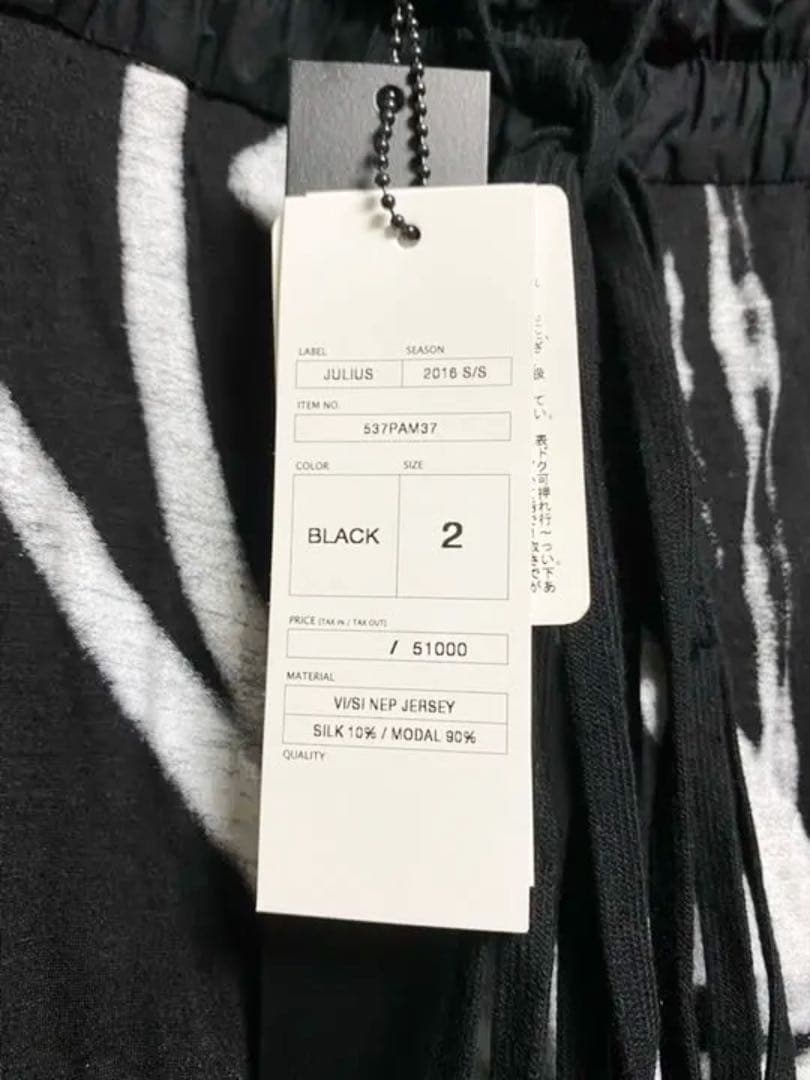 LABEL SEASON
JULIUS 2016 S/S
ITEM NO.
537PAM37
COLOR SIZE
BLACK 2
PRICE (TAX IN / TAX OUT)
/ 51000
MATERIAL
VI/SI NEP JERSEY
SILK 10% / MODAL 90%
QUALITY